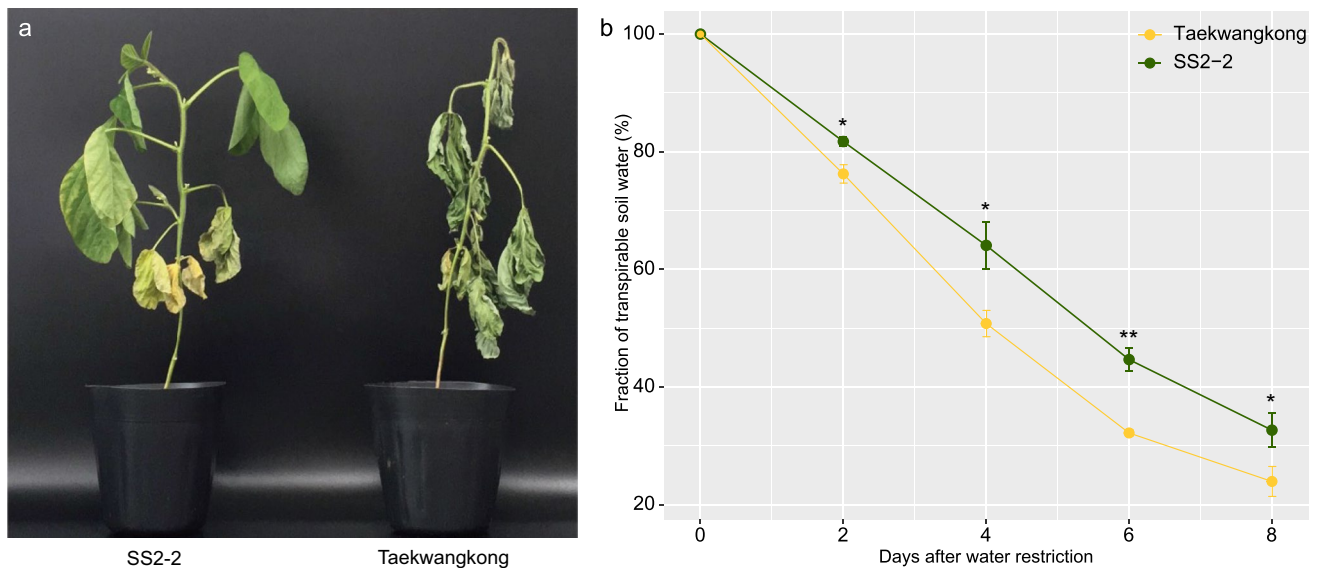 a
SS2-2
Taekwangkong
b
Fraction of transpirable soil water (%)
100
80
60
40
20
Taekwangkong
SS2−2
*
*
**
*
0 2 4 6 8
Days after water restriction